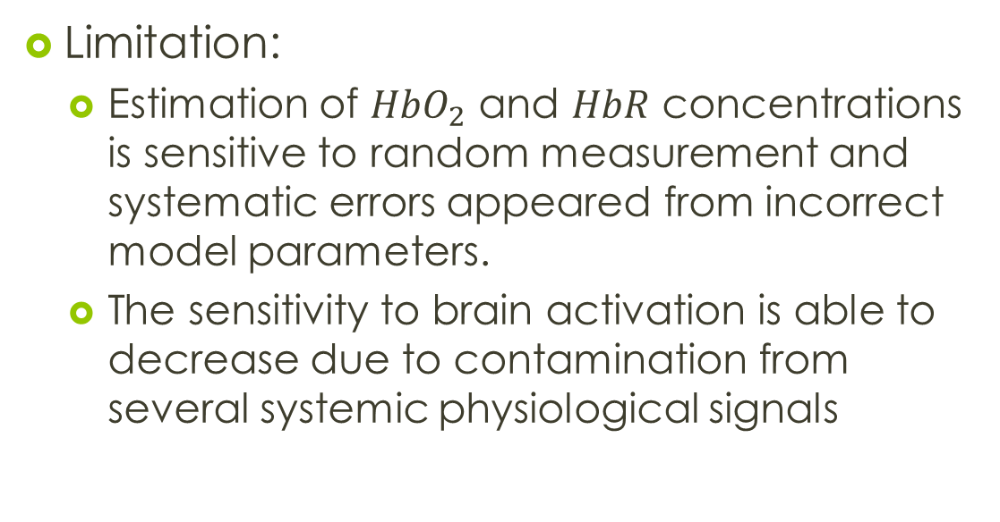 Limitation:
Estimation of HbO₂ and HbR concentrations
is sensitive to random measurement and
systematic errors appeared from incorrect
model parameters.
The sensitivity to brain activation is able to
decrease due to contamination from
several systemic physiological signals